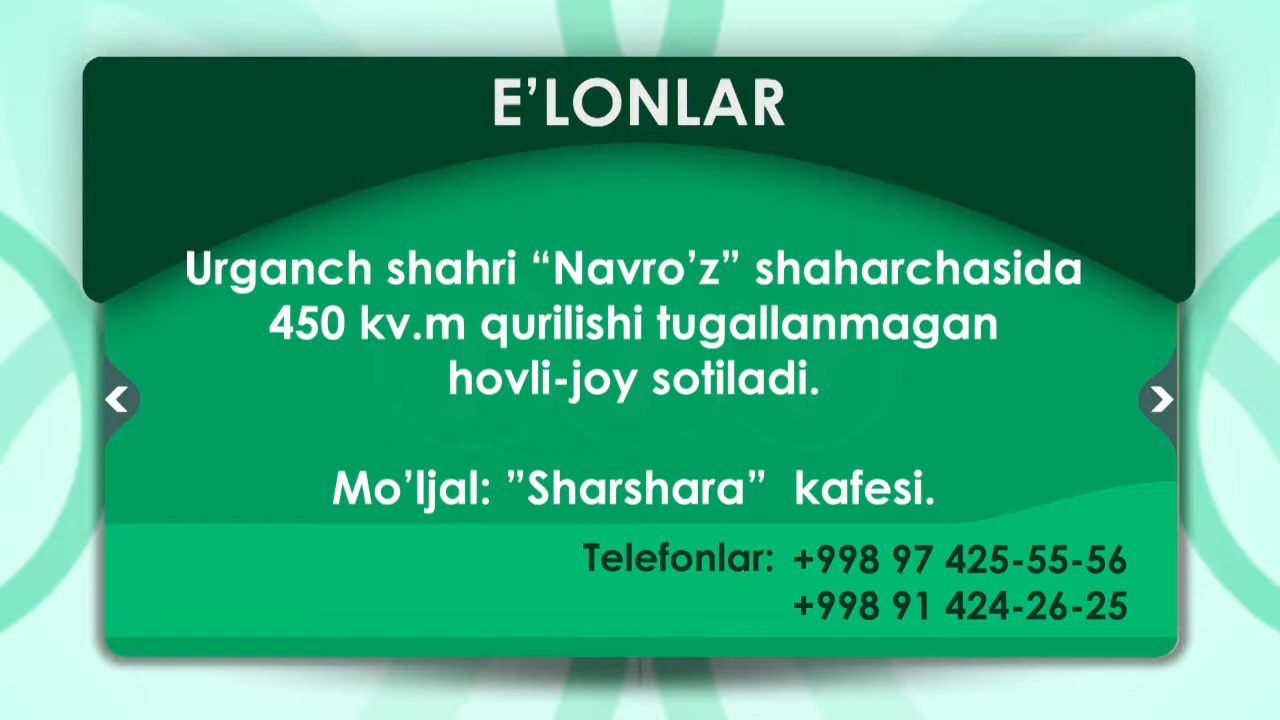 E’LONLAR
Urganch shahri “Navro’z” shaharchasida
450 kv.m qurilishi tugallanmagan
hovli-joy sotiladi.
Mo’ljal: ”Sharshara” kafesi.
Telefonlar: +998 97 425-55-56
+998 91 424-26-25